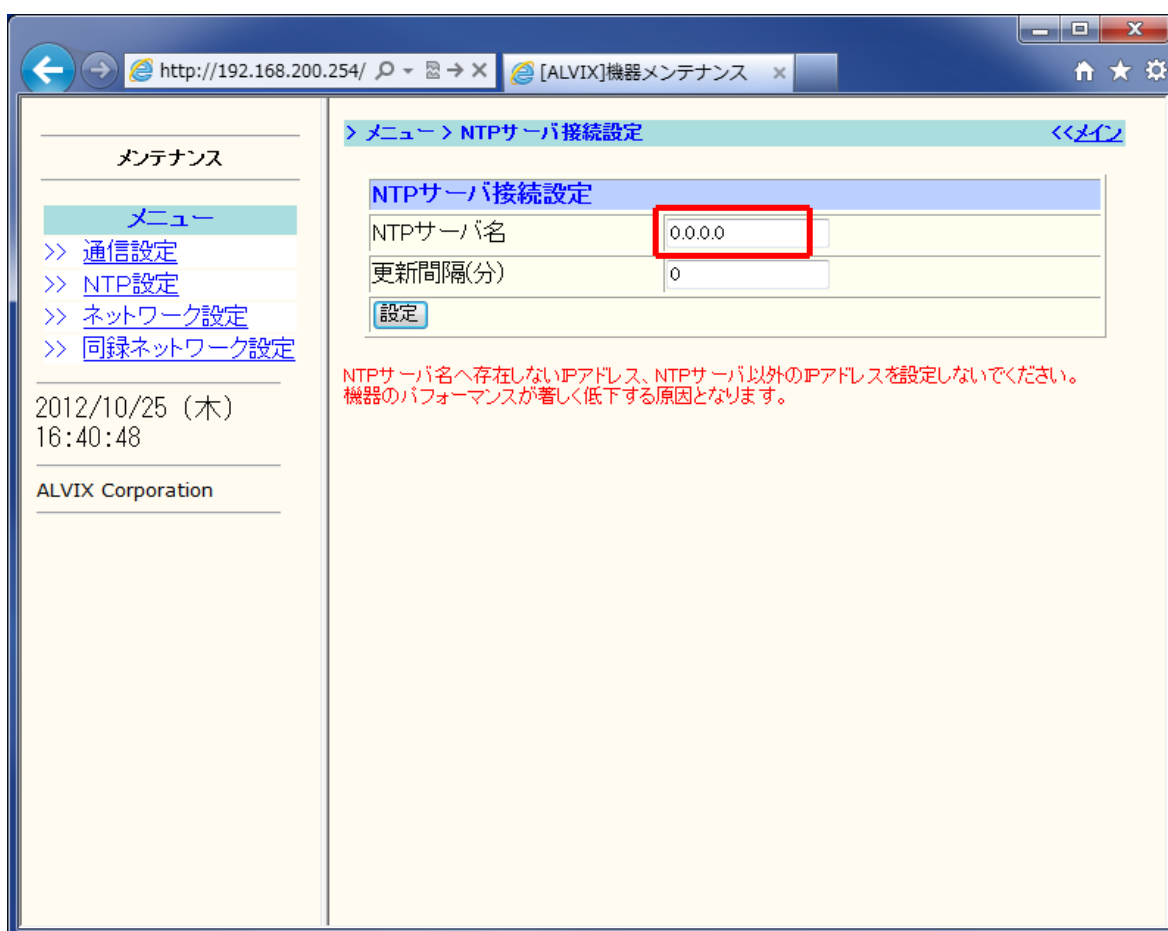 http://192.168.200.254/
[ALVIX]機器メンテナンス
メンテナンス
メニュー
>> 通信設定
>> NTP設定
>> ネットワーク設定
>> 同録ネットワーク設定
2012/10/25 (木)
16:40:48
ALVIX Corporation
> メニュー > NTPサーバ接続設定 <<メイン
NTPサーバ接続設定
NTPサーバ名 0.0.0.0
更新間隔(分) 0
設定
NTPサーバ名へ存在しないIPアドレス、NTPサーバ以外のIPアドレスを設定しないでください。
機器のパフォーマンスが著しく低下する原因となります。